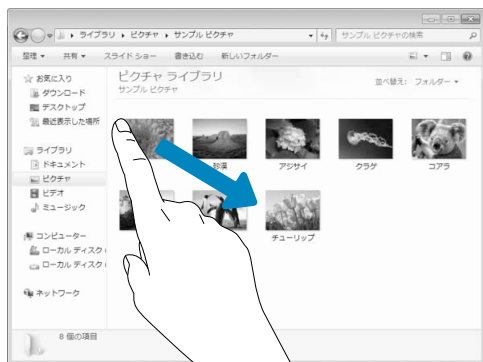 ライブラリ ピクチャ サンプル ピクチャ
サンプル ピクチャの検索
整理 共有 スライド ショー 書き込む 新しいフォルダー
お気に入り
ダウンロード
デスクトップ
最近表示した場所
ライブラリ
ドキュメント
ピクチャ
ビデオ
ミュージック
コンピューター
ローカル ディスク
ローカル ディスク
ネットワーク
ピクチャ ライブラリ
サンプル ピクチャ
並べ替え: フォルダー
砂漠
アジサイ
クラゲ
コアラ
チューリップ
8 個の項目